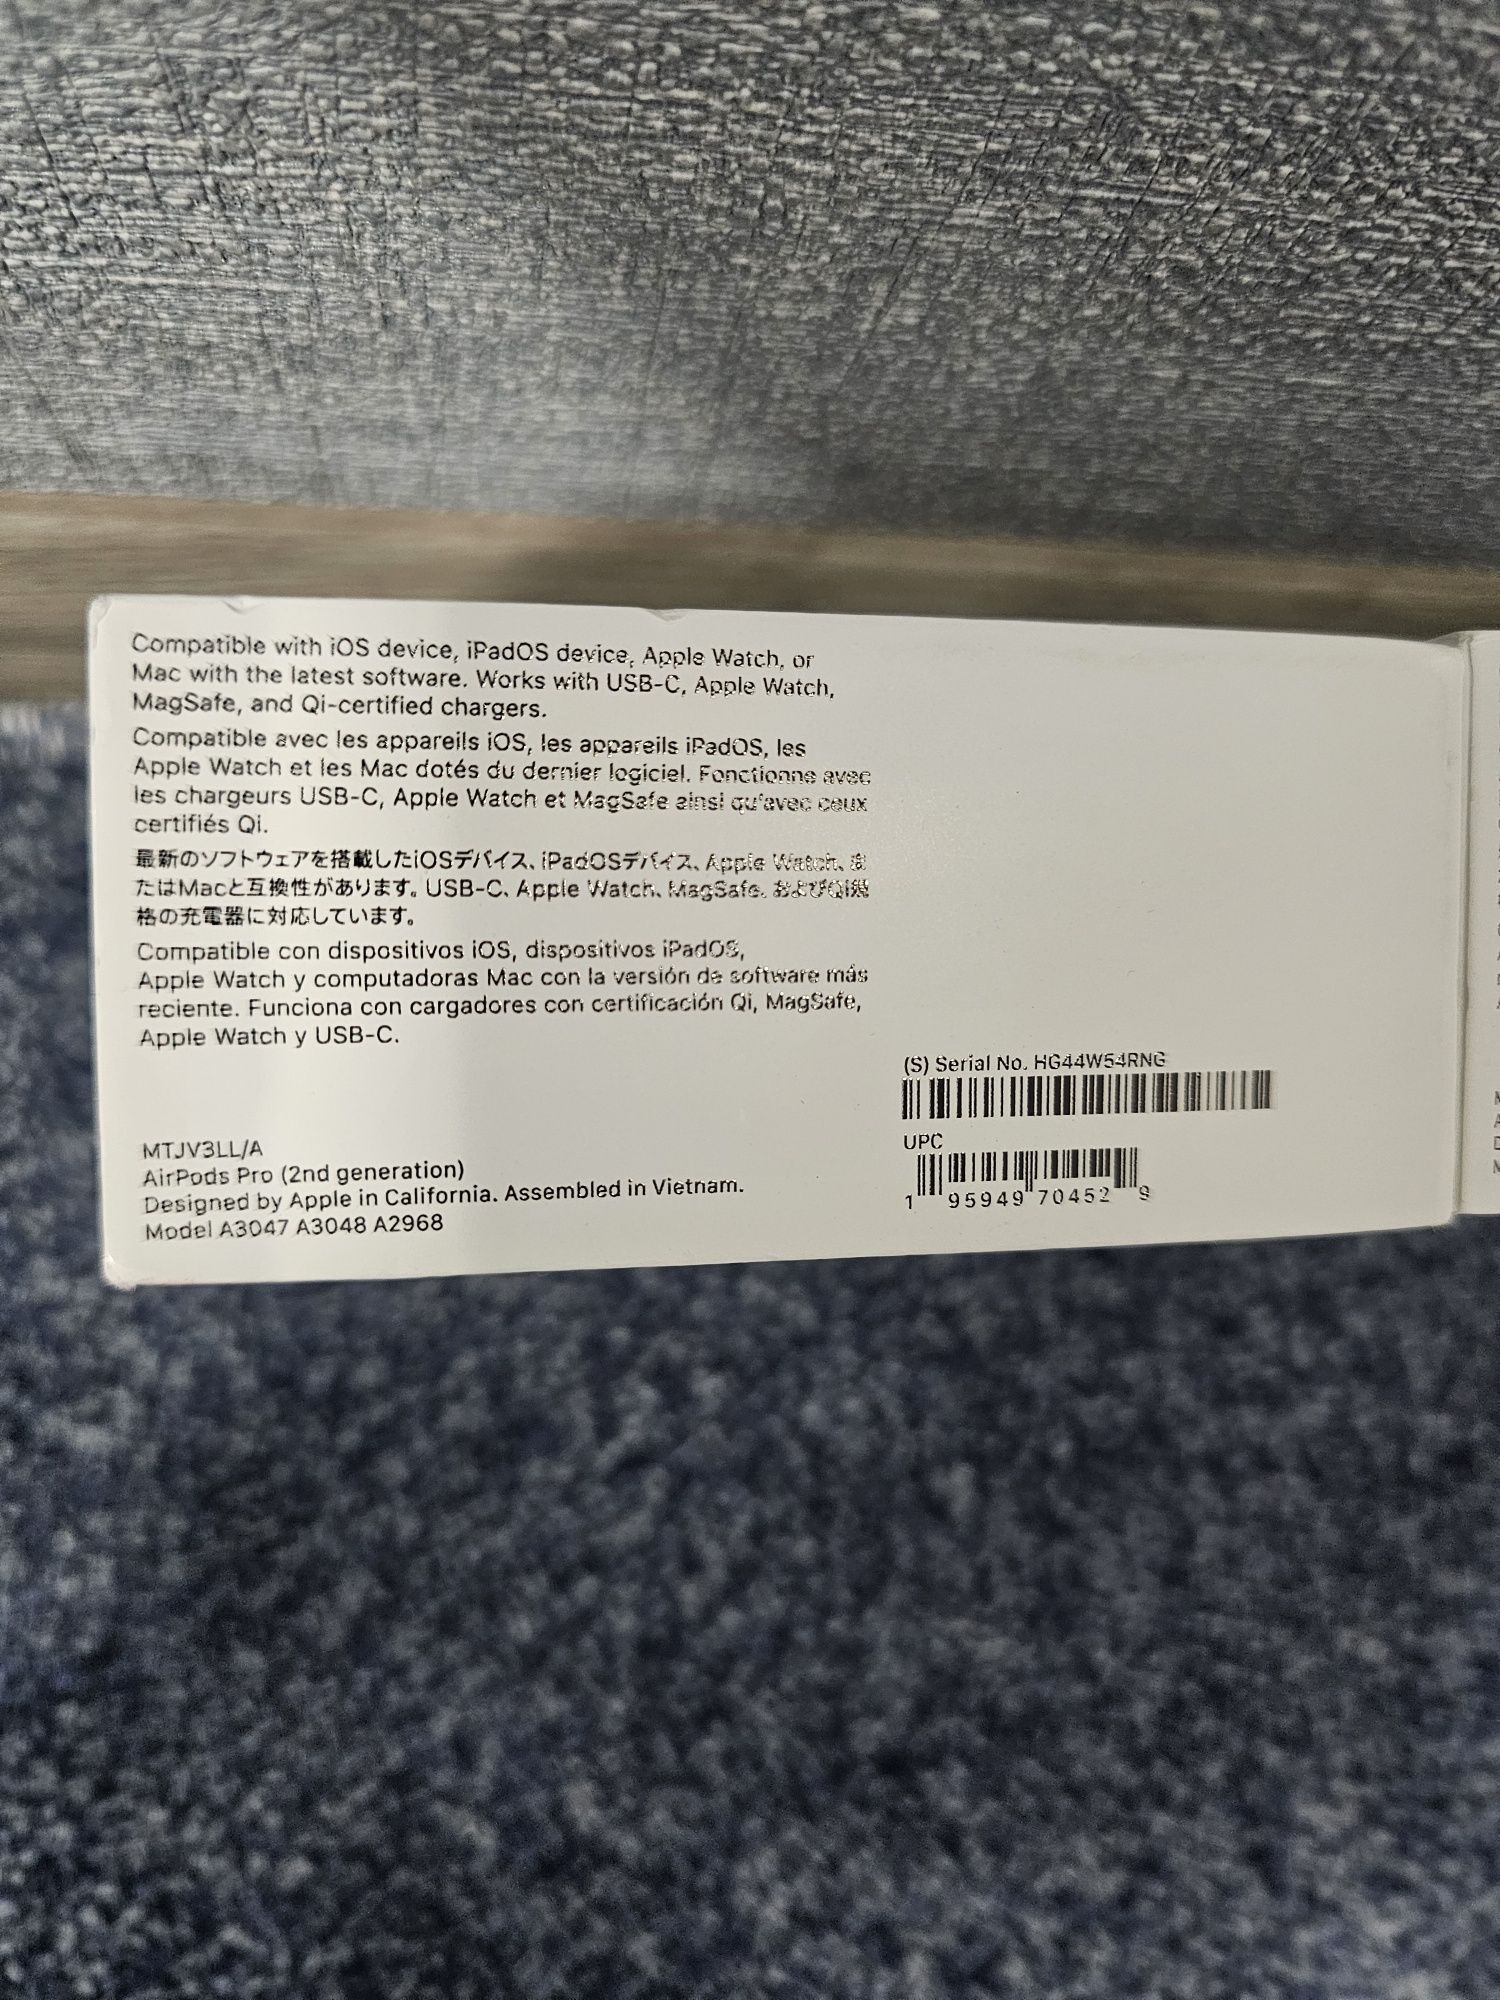 Compatible with iOS device, iPadOS device, Apple Watch, or
Mac with the latest software. Works with USB-C, Apple Watch,
MagSafe, and Qi-certified chargers.
Compatible avec les appareils iOS, les appareils iPadOS, les
Apple Watch et les Mac dotés du dernier logiciel. Fonctionne avec
les chargeurs USB-C, Apple Watch et MagSafe ainsi qu'avec ceux
certifiés Qi.
最新のソフトウェアを搭載したiOSデバイス、iPadOSデバイス、Apple Watch、ま
たはMacと互換性があります。USB-C、Apple Watch、MagSafe、およびQi規
格の充電器に対応しています。
Compatible con dispositivos iOS, dispositivos iPadOS,
Apple Watch y computadoras Mac con la versión de software más
reciente. Funciona con cargadores con certificación Qi, MagSafe,
Apple Watch y USB-C.
(S) Serial No. HG44W54RNG
UPC
1 95949 70452 9
MTJV3LL/A
AirPods Pro (2nd generation)
Designed by Apple in California. Assembled in Vietnam.
Model A3047 A3048 A2968